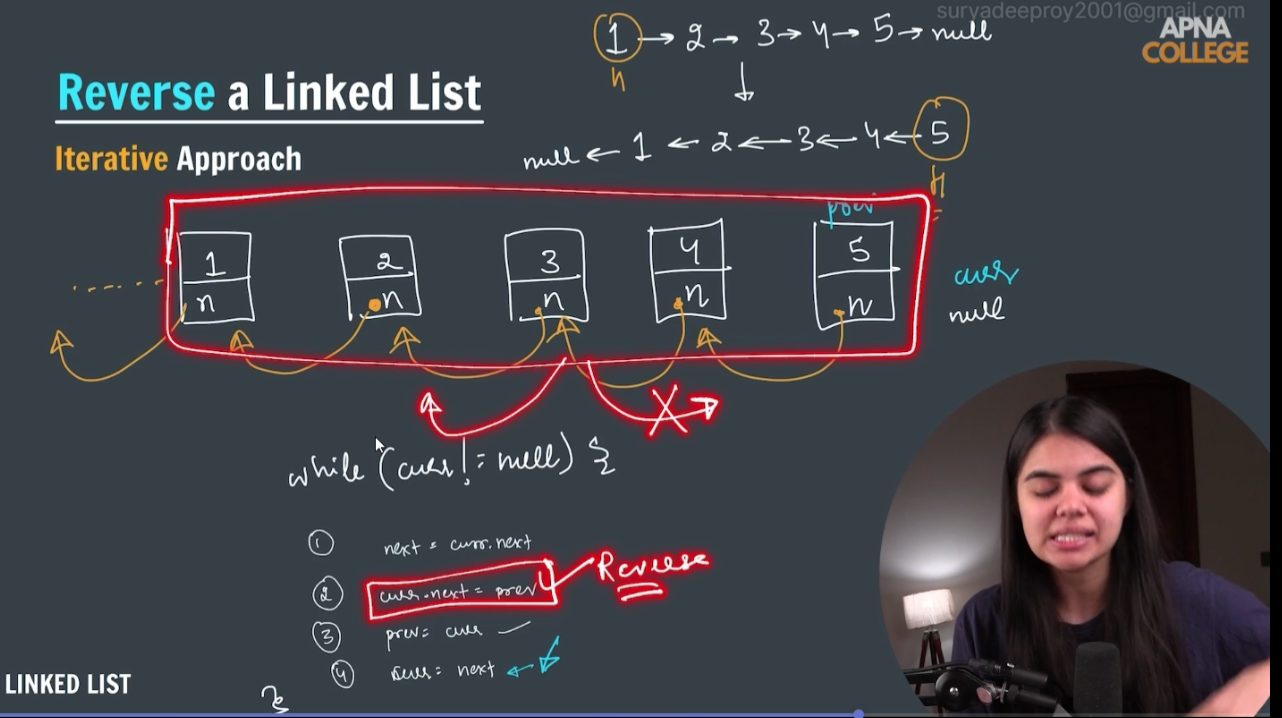 suryadeeproy2001@gmail.com
APNA
COLLEGE
1 → 2 → 3 → 4 → 5 → null
h
↓
null ← 1 ← 2 ← 3 ← 4 ← 5
H
Reverse a Linked List
Iterative Approach
prev
1 2 3 4 5
n n n n n
curr
null
while (curr != null) {
① next = curr.next
② curr.next = prev Reverse
③ prev = curr
④ curr = next ←
}
LINKED LIST